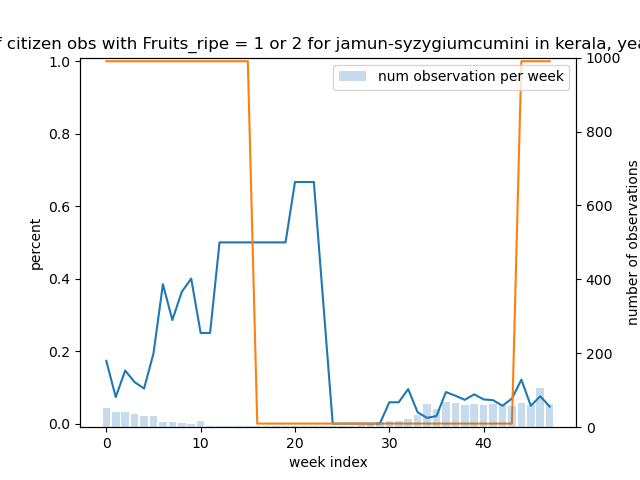 citizen obs with Fruits_ripe = 1 or 2 for jamun-syzygiumcumini in kerala,
num observation per week
1.0
0.8
0.6
0.4
0.2
0.0
percent
1000
800
600
400
200
0
number of observations
0 10 20 30 40
week index